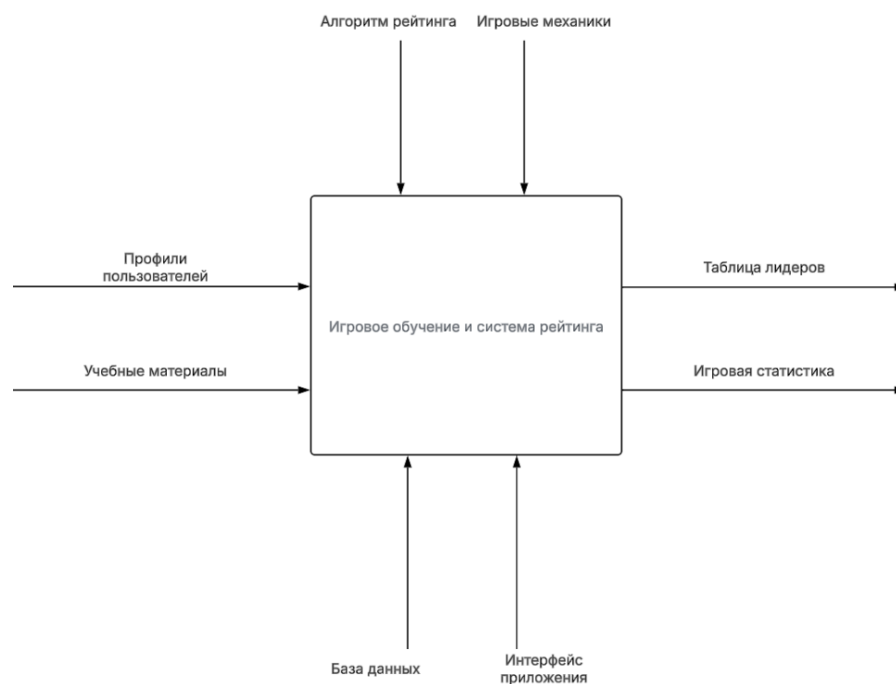 Алгоритм рейтинга
Игровые механики
Профили
пользователей
Таблица лидеров
Игровое обучение и система рейтинга
Учебные материалы
Игровая статистика
База данных
Интерфейс
приложения